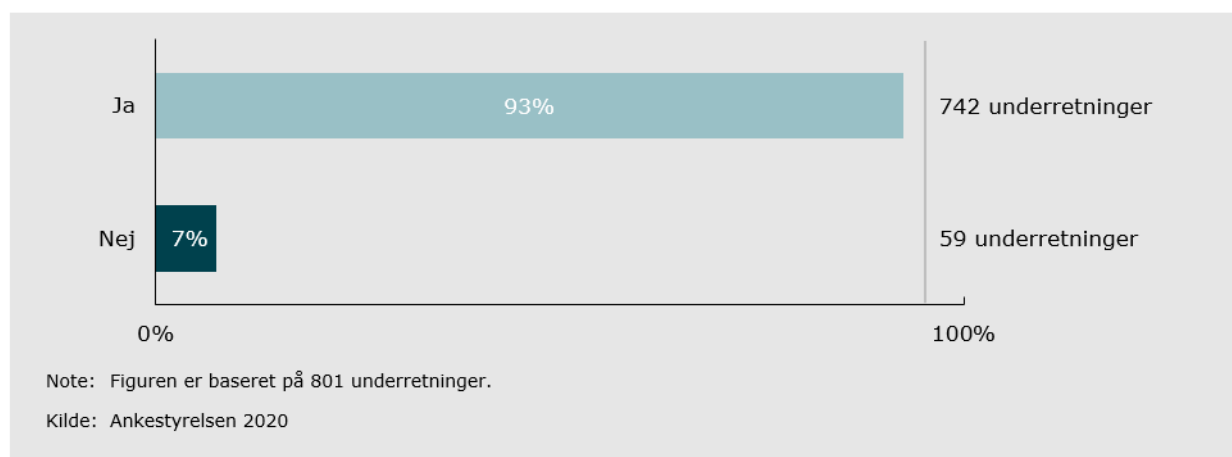 Ja 93% 742 underretninger
Nej 7% 59 underretninger
0% 100%
Note: Figuren er baseret på 801 underretninger.
Kilde: Ankestyrelsen 2020